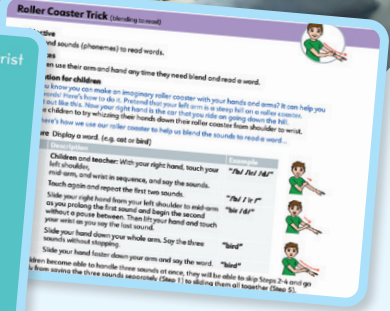 rist
Roller Coaster Trick (blending to read)
ective
end sounds (phonemes) to read words.
es
en use their arm and hand any time they need blend and read a word.
ation for children
ou know you can make an imaginary roller coaster with your hands and arms? It can help you
words! Here's how to do it. Pretend that your left arm is a steep hill on a roller coaster.
t out like this. Now your right hand is the car that you ride on going down the hill.
e children to try whizzing their hands down their roller coaster from shoulder to wrist.
ere's how we use our roller coaster to help us blend the sounds to read a word...
ure Display a word. (e.g. cat or bird)
Description
Example
Children and teacher: With your right hand, touch your
left shoulder,
mid-arm, and wrist in sequence, and say the sounds.
Touch again and repeat the first two sounds.
Slide your right hand from your left shoulder to mid-arm
as you prolong the first sound and begin the second
without a pause between. Then lift your hand and touch
your wrist as you say the last sound.
"bir /d/"
Slide your hand down your whole arm. Say the three
sounds without stopping.
"bird"
Slide your hand faster down your arm and say the word.
"bird"
ldren become able to handle three sounds at once, they will be able to skip Steps 2-4 and go
ly from saying the three sounds separately (Step 1) to sliding them all together (Step 5).